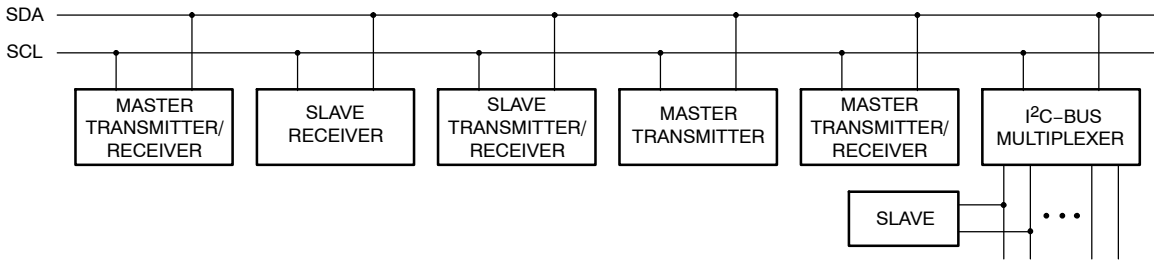 SDA
SCL
MASTER
TRANSMITTER/
RECEIVER
SLAVE
RECEIVER
SLAVE
TRANSMITTER/
RECEIVER
MASTER
TRANSMITTER
MASTER
TRANSMITTER/
RECEIVER
I²C−BUS
MULTIPLEXER
SLAVE